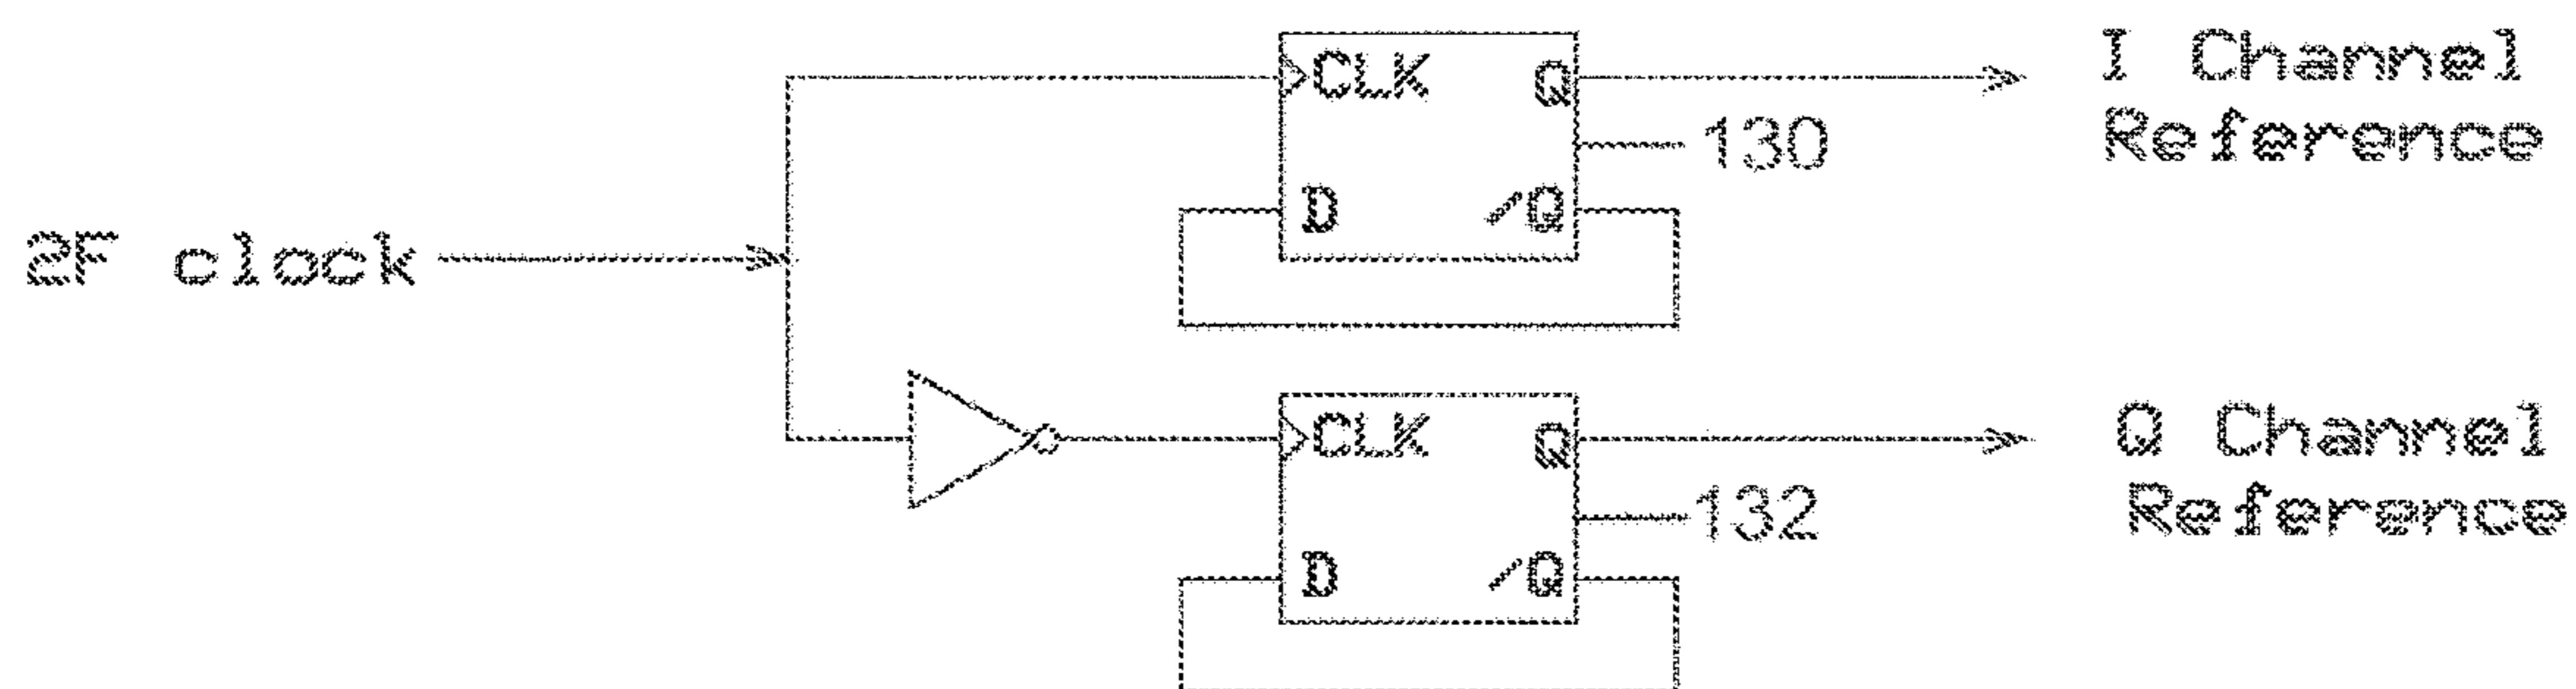 CLK Q
I Channel
Reference
130
D /Q
2F clock
CLK Q
Q Channel
Reference
132
D /Q